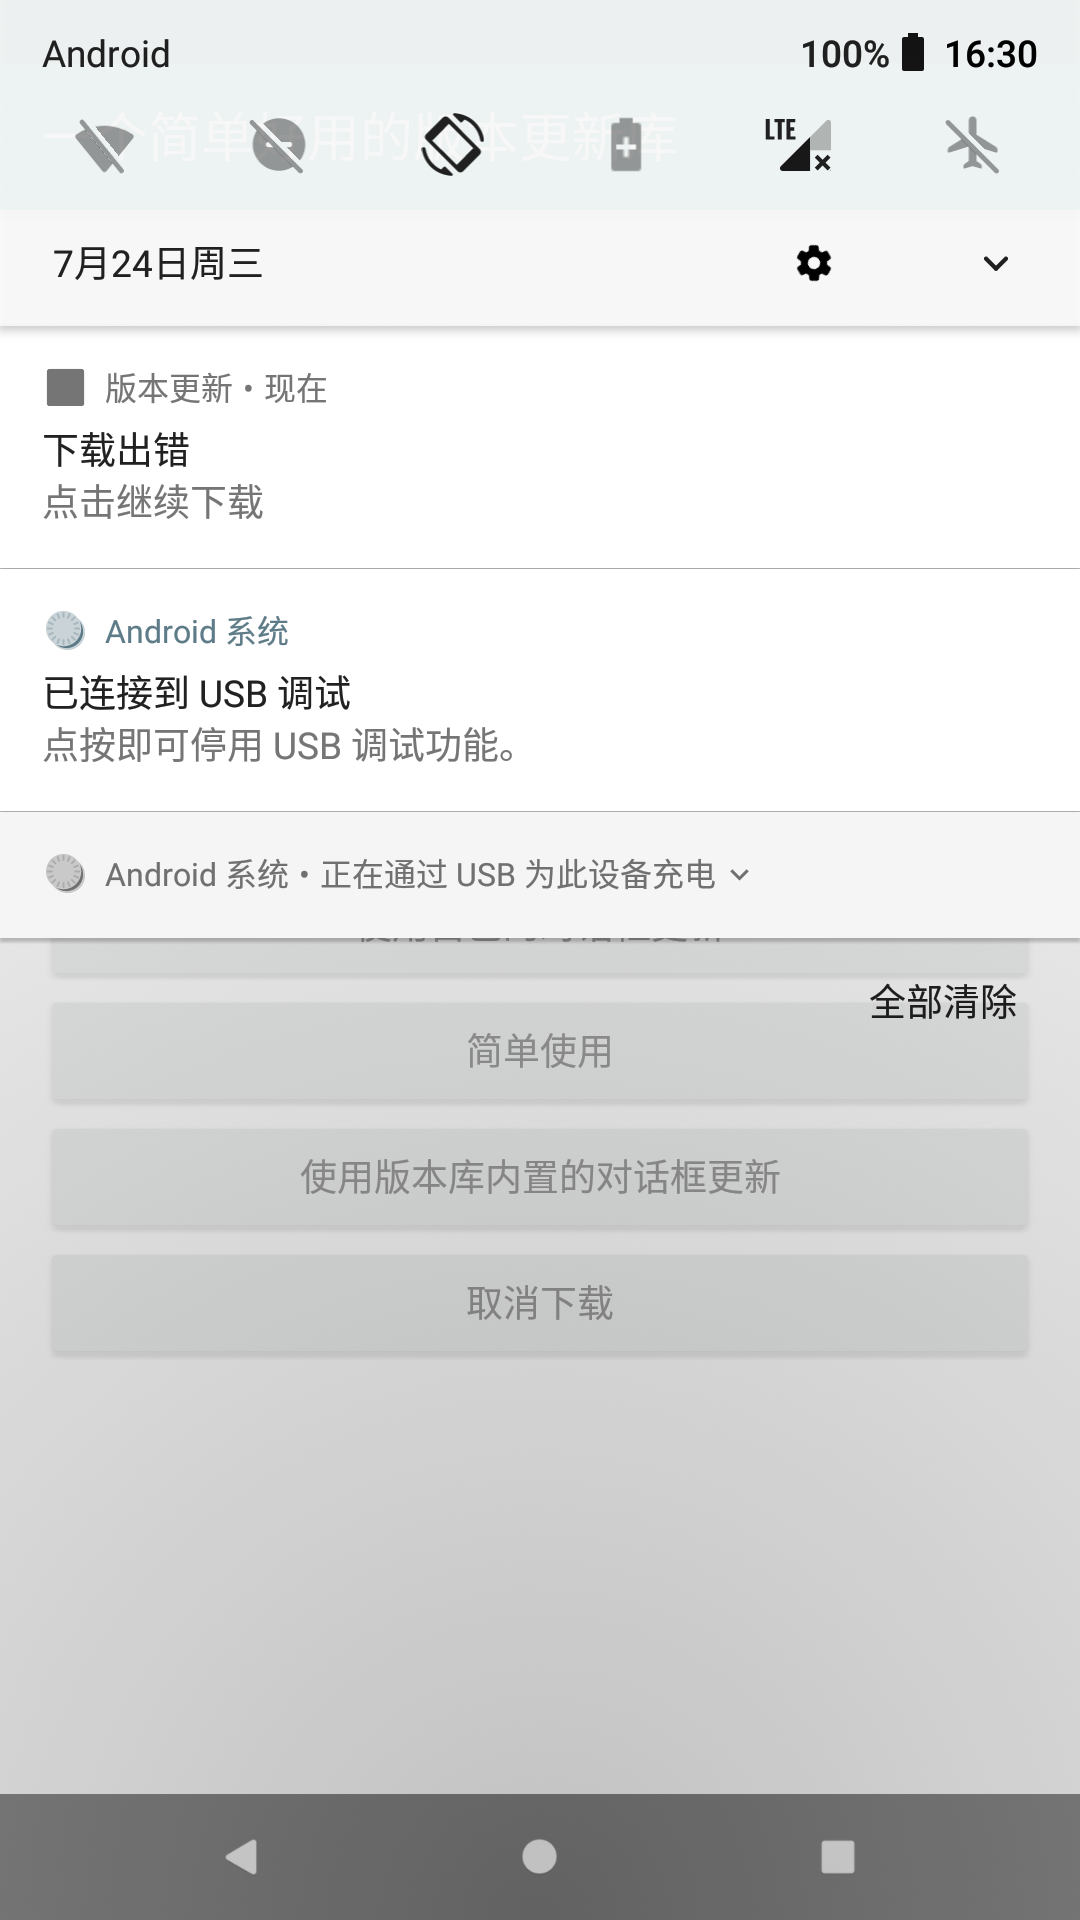 Android
100% 16:30
一个简单好用的版本更新库
LTE
7月24日周三
版本更新 • 现在
下载出错
点击继续下载
Android 系统
已连接到 USB 调试
点按即可停用 USB 调试功能。
Android 系统 • 正在通过 USB 为此设备充电
全部清除
简单使用
使用版本库内置的对话框更新
取消下载